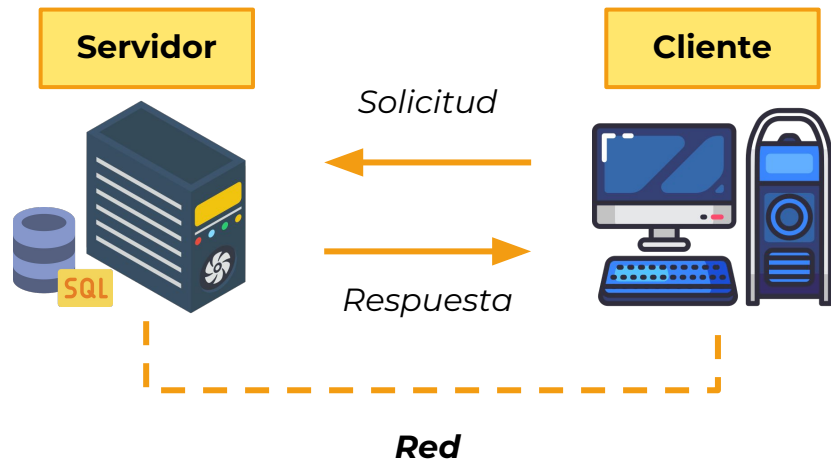 Servidor
Cliente
Solicitud
SQL
Respuesta
Red